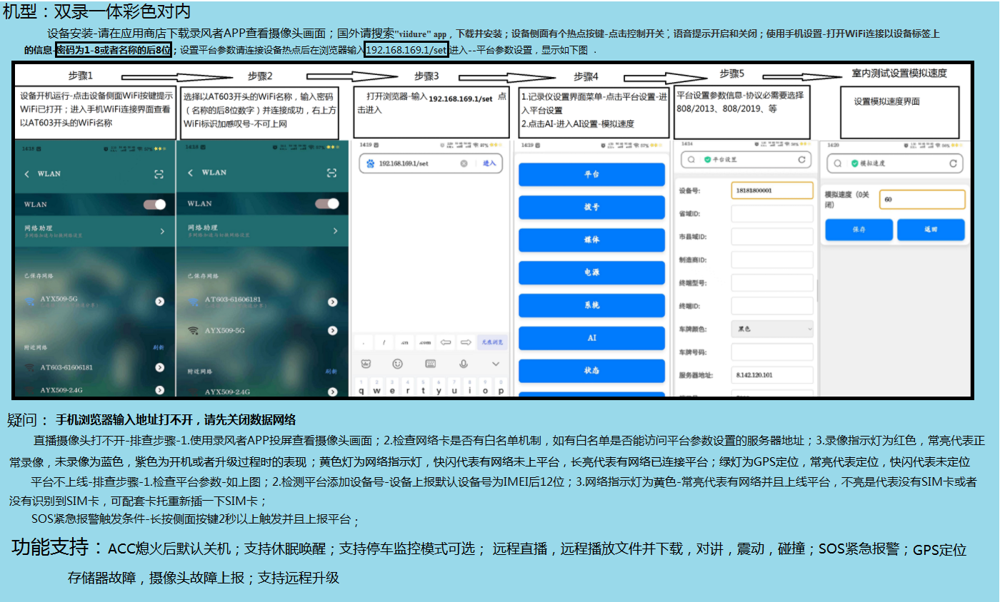 机型：双录一体彩色对内
设备安装-请在应用商店下载录风者APP查看摄像头画面；国外请搜索"viidure" app，下载井安装；设备侧面有个热点按键-点击控制开关，语音提示开启和关闭；使用手机设置-打开WiFi连接以设备标签上
的信息-密码为1-8或者名称的后8位；设置平台参数请连接设备热点后在浏览器输入192.168.169.1/set进入--平台参数设置，显示如下图 .
步骤1
步骤2
步骤3
步骤4
步骤5
室内测试设置模拟速度
设备开机运行-点击设备侧面WiFi按键提示
WiFi已打开；进入手机WiFi连接界面查看
以AT603开头的WiFi名称
选择以AT603开头的WiFi名称，输入密码
（名称的后8位数字）并连接成功，右上方
WiFi标识加感叹号-不可上网
打开浏览器-输入192.168.169.1/set 点
击进入
1.记录仪设置界面菜单-点击平台设置-进
入平台设置
2.点击AI-进入AI设置-模拟速度
平台设置参数信息-协议必需要选择
808/2013、808/2019、等
设置模拟速度界面
14:18
37%
WLAN
WLAN
网络助理
已保存网络
AYX509-5G
附近网络
刷新
AT603-61606181
AYX509-2.4G
14:18
37%
WLAN
WLAN
网络助理
已保存网络
AT603-61606181
AYX509-5G
附近网络
刷新
AYX509-2.4G
14:19
37%
192.168.169.1/set
进入
. / .cn .com
无痕浏览
1 2 3 4 5 6 7 8 9 0
q w e r t y u i o p
14:19
37%
平台
拨号
媒体
电源
系统
AI
状态
14:14
平台设置
设备号:
18181800001
省域ID:
市县域ID:
制造商ID:
终端型号:
终端ID:
车牌颜色:
黑色
车牌号码:
服务器地址:
8.142.120.101
14:20
模拟速度
模拟速度（0关
闭）
60
保存
返回
疑问： 手机浏览器输入地址打不开，请先关闭数据网络
直播摄像头打不开-排查步骤-1.使用录风者APP投屏查看摄像头画面；2.检查网络卡是否有白名单机制，如有白名单是否能访问平台参数设置的服务器地址；3.录像指示灯为红色，常亮代表正
常录像，未录像为蓝色，紫色为开机或者升级过程时的表现；黄色灯为网络指示灯，快闪代表有网络未上平台，长亮代表有网络已连接平台；绿灯为GPS定位，常亮代表定位，快闪代表未定位
平台不上线-排查步骤-1.检查平台参数-如上图；2.检测平台添加设备号-设备上报默认设备号为IMEI后12位；3.网络指示灯为黄色-常亮代表有网络并且上线平台，不亮是代表没有SIM卡或者
没有识别到SIM卡，可配套卡托重新插一下SIM卡；
SOS紧急报警触发条件-长按侧面按键2秒以上触发并且上报平台；
功能支持：ACC熄火后默认关机；支持休眠唤醒；支持停车监控模式可选； 远程直播，远程播放文件并下载，对讲，震动，碰撞；SOS紧急报警；GPS定位
存储器故障，摄像头故障上报；支持远程升级